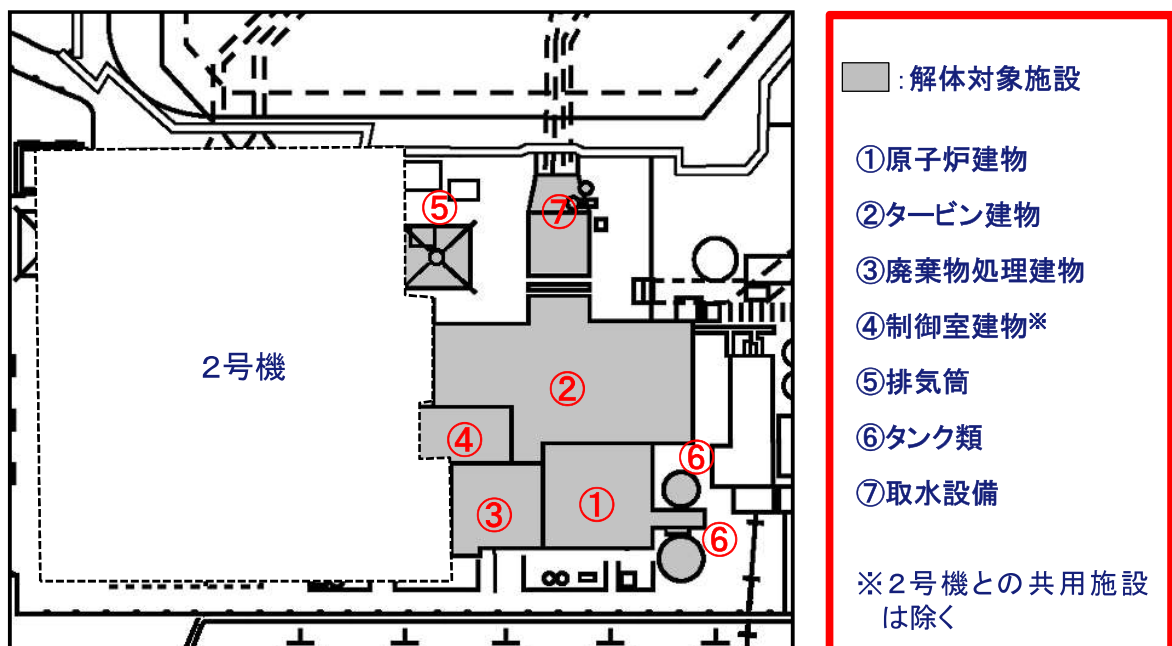 ⑤
⑦
2号機
②
④
⑥
③
①
⑥
:解体対象施設
①原子炉建物
②タービン建物
③廃棄物処理建物
④制御室建物※
⑤排気筒
⑥タンク類
⑦取水設備
※2号機との共用施設
は除く